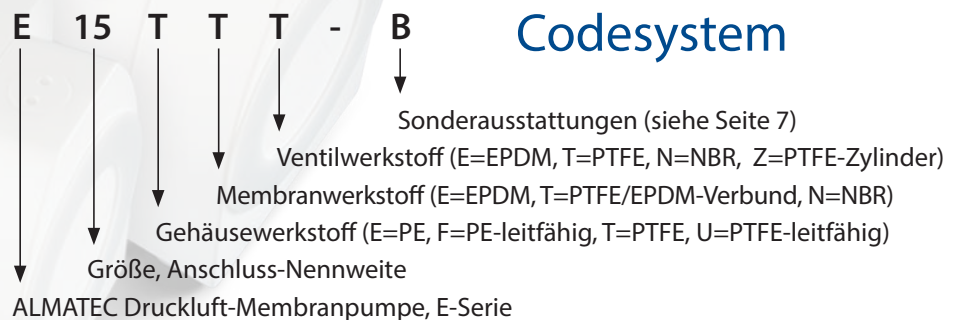 E 15 T T T - B Codesystem
Sonderausstattungen (siehe Seite 7)
Ventilwerkstoff (E=EPDM, T=PTFE, N=NBR, Z=PTFE-Zylinder)
Membranwerkstoff (E=EPDM, T=PTFE/EPDM-Verbund, N=NBR)
Gehäusewerkstoff (E=PE, F=PE-leitfähig, T=PTFE, U=PTFE-leitfähig)
Größe, Anschluss-Nennweite
ALMATEC Druckluft-Membranpumpe, E-Serie